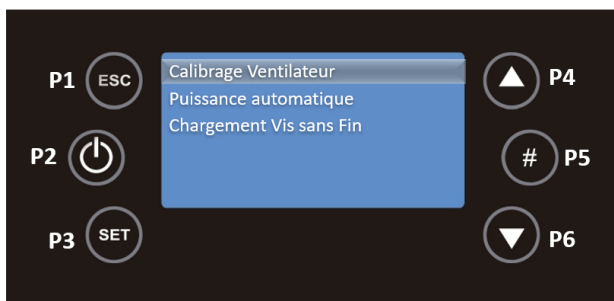 P1 ESC
Calibrage Ventilateur
P4
Puissance automatique
Chargement Vis sans Fin
P2
# P5
P3 SET
P6